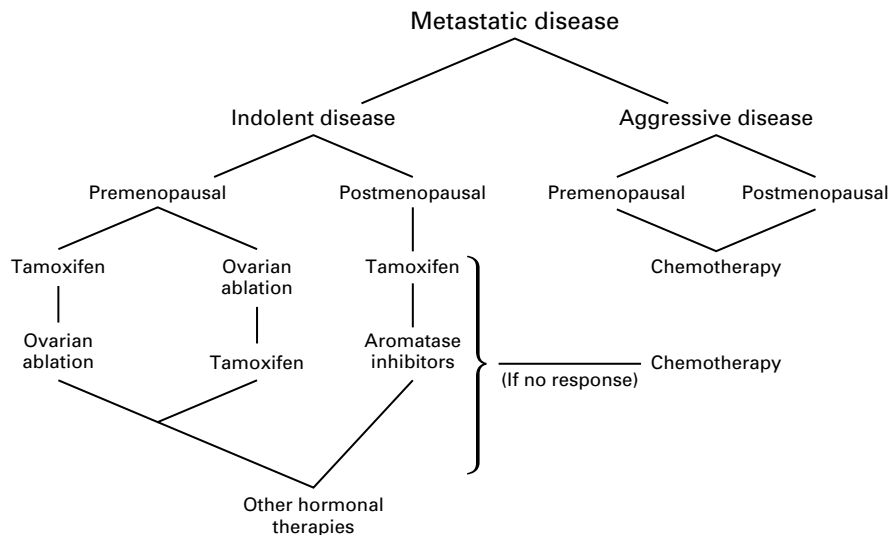 Metastatic disease
Indolent disease
Aggressive disease
Premenopausal
Postmenopausal
Premenopausal
Postmenopausal
Tamoxifen
Ovarian
ablation
Tamoxifen
Chemotherapy
Ovarian
ablation
Tamoxifen
Aromatase
inhibitors
(If no response)
Chemotherapy
Other hormonal
therapies